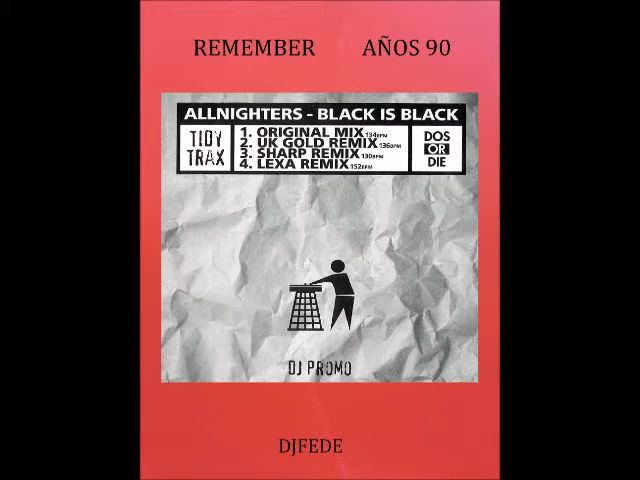 REMEMBER AÑOS 90
ALLNIGHTERS - BLACK IS BLACK
TIDY TRAX
1. ORIGINAL MIX 134BPM
2. UK GOLD REMIX 136BPM
3. SHARP REMIX 130BPM
4. LEXA REMIX 152BPM
DOS
OR
DIE
DJ PROMO
DJFEDE